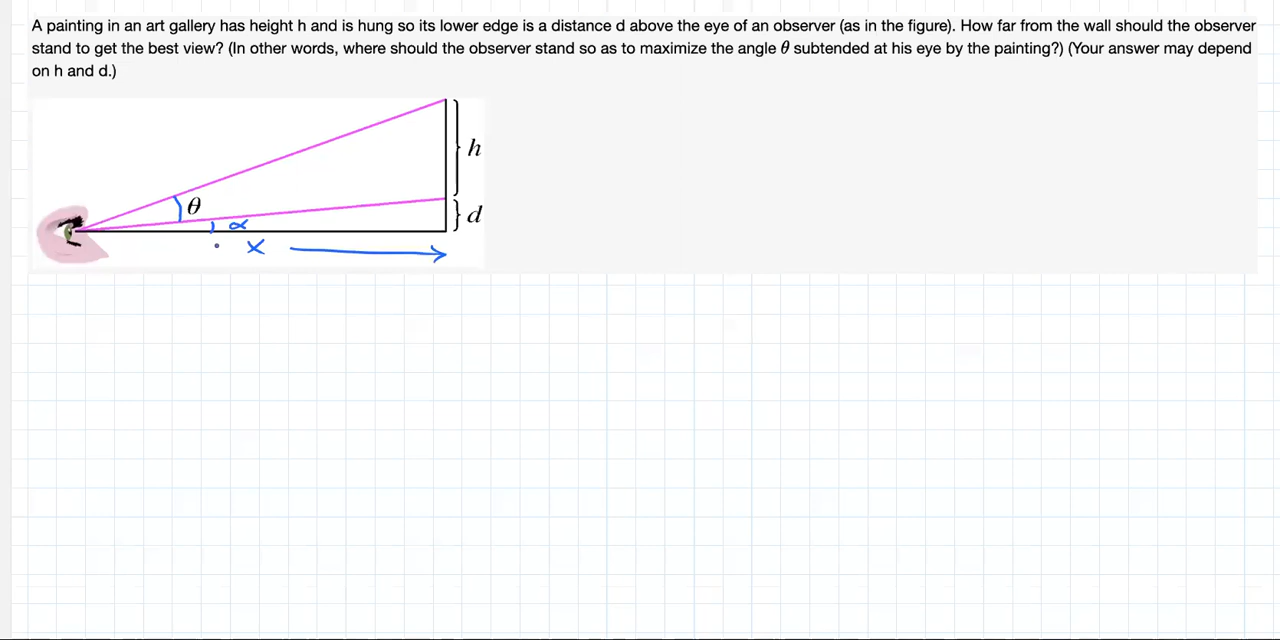 A painting in an art gallery has height h and is hung so its lower edge is a distance d above the eye of an observer (as in the figure). How far from the wall should the observer
stand to get the best view? (In other words, where should the observer stand so as to maximize the angle θ subtended at his eye by the painting?) (Your answer may depend
on h and d.)
h
θ
d
α
x